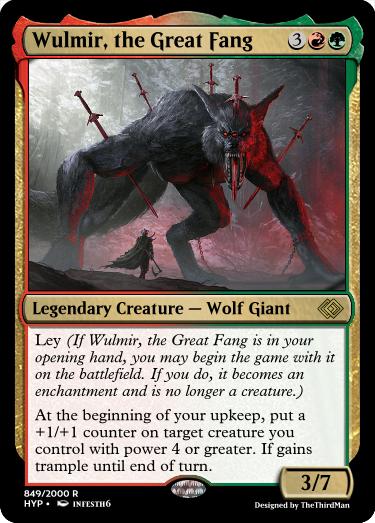 Wulmir, the Great Fang 3
Legendary Creature — Wolf Giant
Ley (If Wulmir, the Great Fang is in your
opening hand, you may begin the game with it
on the battlefield. If you do, it becomes an
enchantment and is no longer a creature.)
At the beginning of your upkeep, put a
+1/+1 counter on target creature you
control with power 4 or greater. If gains
trample until end of turn.
3/7
849/2000 R
HYP • INFESTH6
Designed by TheThirdMan